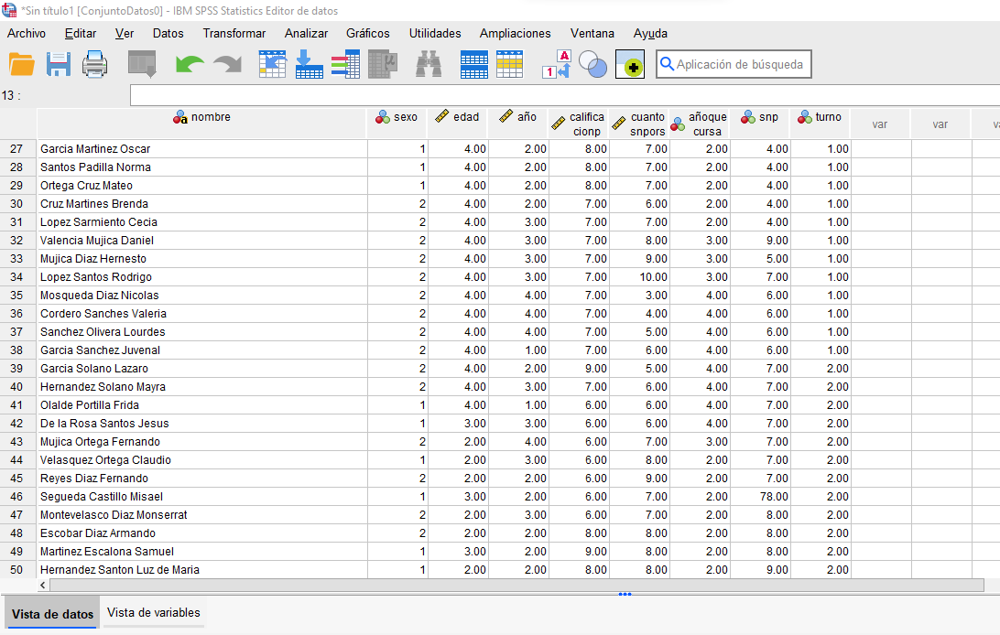 *Sin título1 [ConjuntoDatos0] - IBM SPSS Statistics Editor de datos
Archivo Editar Ver Datos Transformar Analizar Gráficos Utilidades Ampliaciones Ventana Ayuda
1 A Aplicación de búsqueda
13 :
a nombre sexo edad año califica cionp cuanto snpors añoque cursa snp turno var var va
27 Garcia Martinez Oscar 1 4.00 2.00 8.00 7.00 2.00 4.00 1.00
28 Santos Padilla Norma 1 4.00 2.00 8.00 7.00 2.00 4.00 1.00
29 Ortega Cruz Mateo 1 4.00 2.00 8.00 7.00 2.00 4.00 1.00
30 Cruz Martines Brenda 2 4.00 2.00 7.00 6.00 2.00 4.00 1.00
31 Lopez Sarmiento Cecia 2 4.00 3.00 7.00 7.00 2.00 4.00 1.00
32 Valencia Mujica Daniel 2 4.00 3.00 7.00 8.00 3.00 9.00 1.00
33 Mujica Diaz Hernesto 2 4.00 3.00 7.00 9.00 3.00 5.00 1.00
34 Lopez Santos Rodrigo 2 4.00 3.00 7.00 10.00 3.00 7.00 1.00
35 Mosqueda Diaz Nicolas 2 4.00 4.00 7.00 3.00 4.00 6.00 1.00
36 Cordero Sanches Valeria 2 4.00 4.00 7.00 4.00 4.00 6.00 1.00
37 Sanchez Olivera Lourdes 2 4.00 4.00 7.00 5.00 4.00 6.00 1.00
38 Garcia Sanchez Juvenal 2 4.00 1.00 7.00 6.00 4.00 6.00 1.00
39 Garcia Solano Lazaro 2 4.00 2.00 9.00 5.00 4.00 7.00 2.00
40 Hernandez Solano Mayra 2 4.00 3.00 7.00 6.00 4.00 7.00 2.00
41 Olalde Portilla Frida 1 4.00 1.00 6.00 6.00 4.00 7.00 2.00
42 De la Rosa Santos Jesus 1 3.00 3.00 6.00 6.00 4.00 7.00 2.00
43 Mujica Ortega Fernando 2 2.00 4.00 6.00 7.00 3.00 7.00 2.00
44 Velasquez Ortega Claudio 1 2.00 3.00 6.00 8.00 2.00 7.00 2.00
45 Reyes Diaz Fernando 2 2.00 2.00 6.00 9.00 2.00 7.00 2.00
46 Segueda Castillo Misael 1 3.00 2.00 6.00 7.00 2.00 78.00 2.00
47 Montevelasco Diaz Monserrat 2 2.00 3.00 6.00 7.00 2.00 8.00 2.00
48 Escobar Diaz Armando 2 2.00 2.00 8.00 8.00 2.00 8.00 2.00
49 Martinez Escalona Samuel 1 3.00 2.00 9.00 8.00 2.00 8.00 2.00
50 Hernandez Santon Luz de Maria 1 2.00 2.00 8.00 8.00 2.00 9.00 2.00
Vista de datos Vista de variables